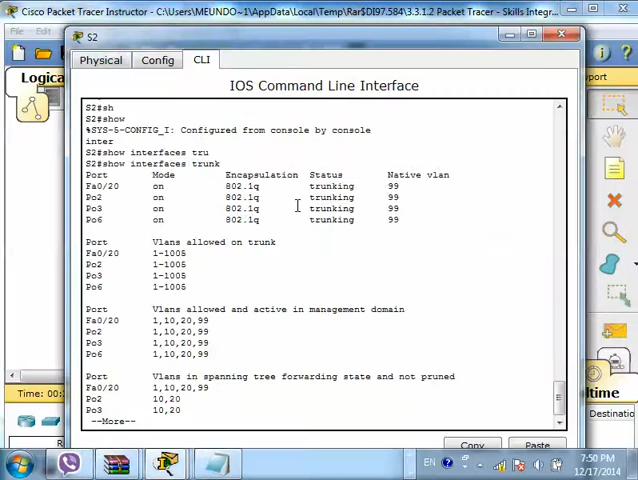 Cisco Packet Tracer Instructor - C:\Users\MEUNDO~1\AppData\Local\Temp\Rar$DI97.584\3.3.1.2 Packet Tracer - Skills Integr...
File
S2
Physical Config CLI
Logica
port
IOS Command Line Interface
S2#sh
S2#show
%SYS-5-CONFIG_I: Configured from console by console
inter
S2#show interfaces tru
S2#show interfaces trunk
Port Mode Encapsulation Status Native vlan
Fa0/20 on 802.1q trunking 99
Po2 on 802.1q trunking 99
Po3 on 802.1q trunking 99
Po6 on 802.1q trunking 99
Port Vlans allowed on trunk
Fa0/20 1-1005
Po2 1-1005
Po3 1-1005
Po6 1-1005
Port Vlans allowed and active in management domain
Fa0/20 1,10,20,99
Po2 1,10,20,99
Po3 1,10,20,99
Po6 1,10,20,99
Port Vlans in spanning tree forwarding state and not pruned
Fa0/20 1,10,20,99
Po2 10,20
Po3 10,20
--More--
Time: 00:
ltime
Destinatio
Copy Paste
EN
7:50 PM
12/17/2014